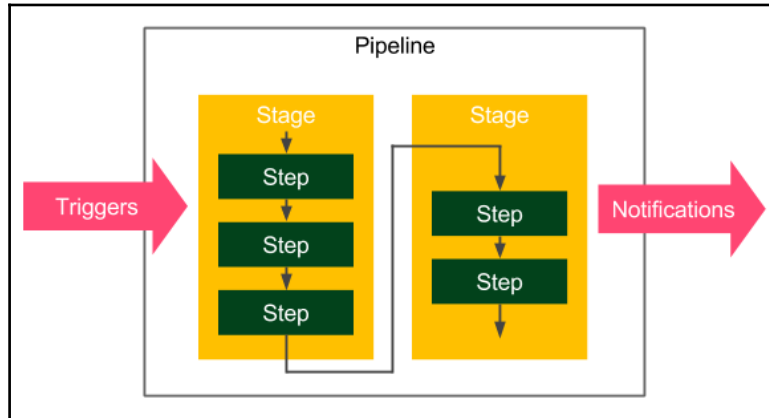 Pipeline
Stage
Stage
Triggers
Step
Step
Step
Step
Step
Notifications